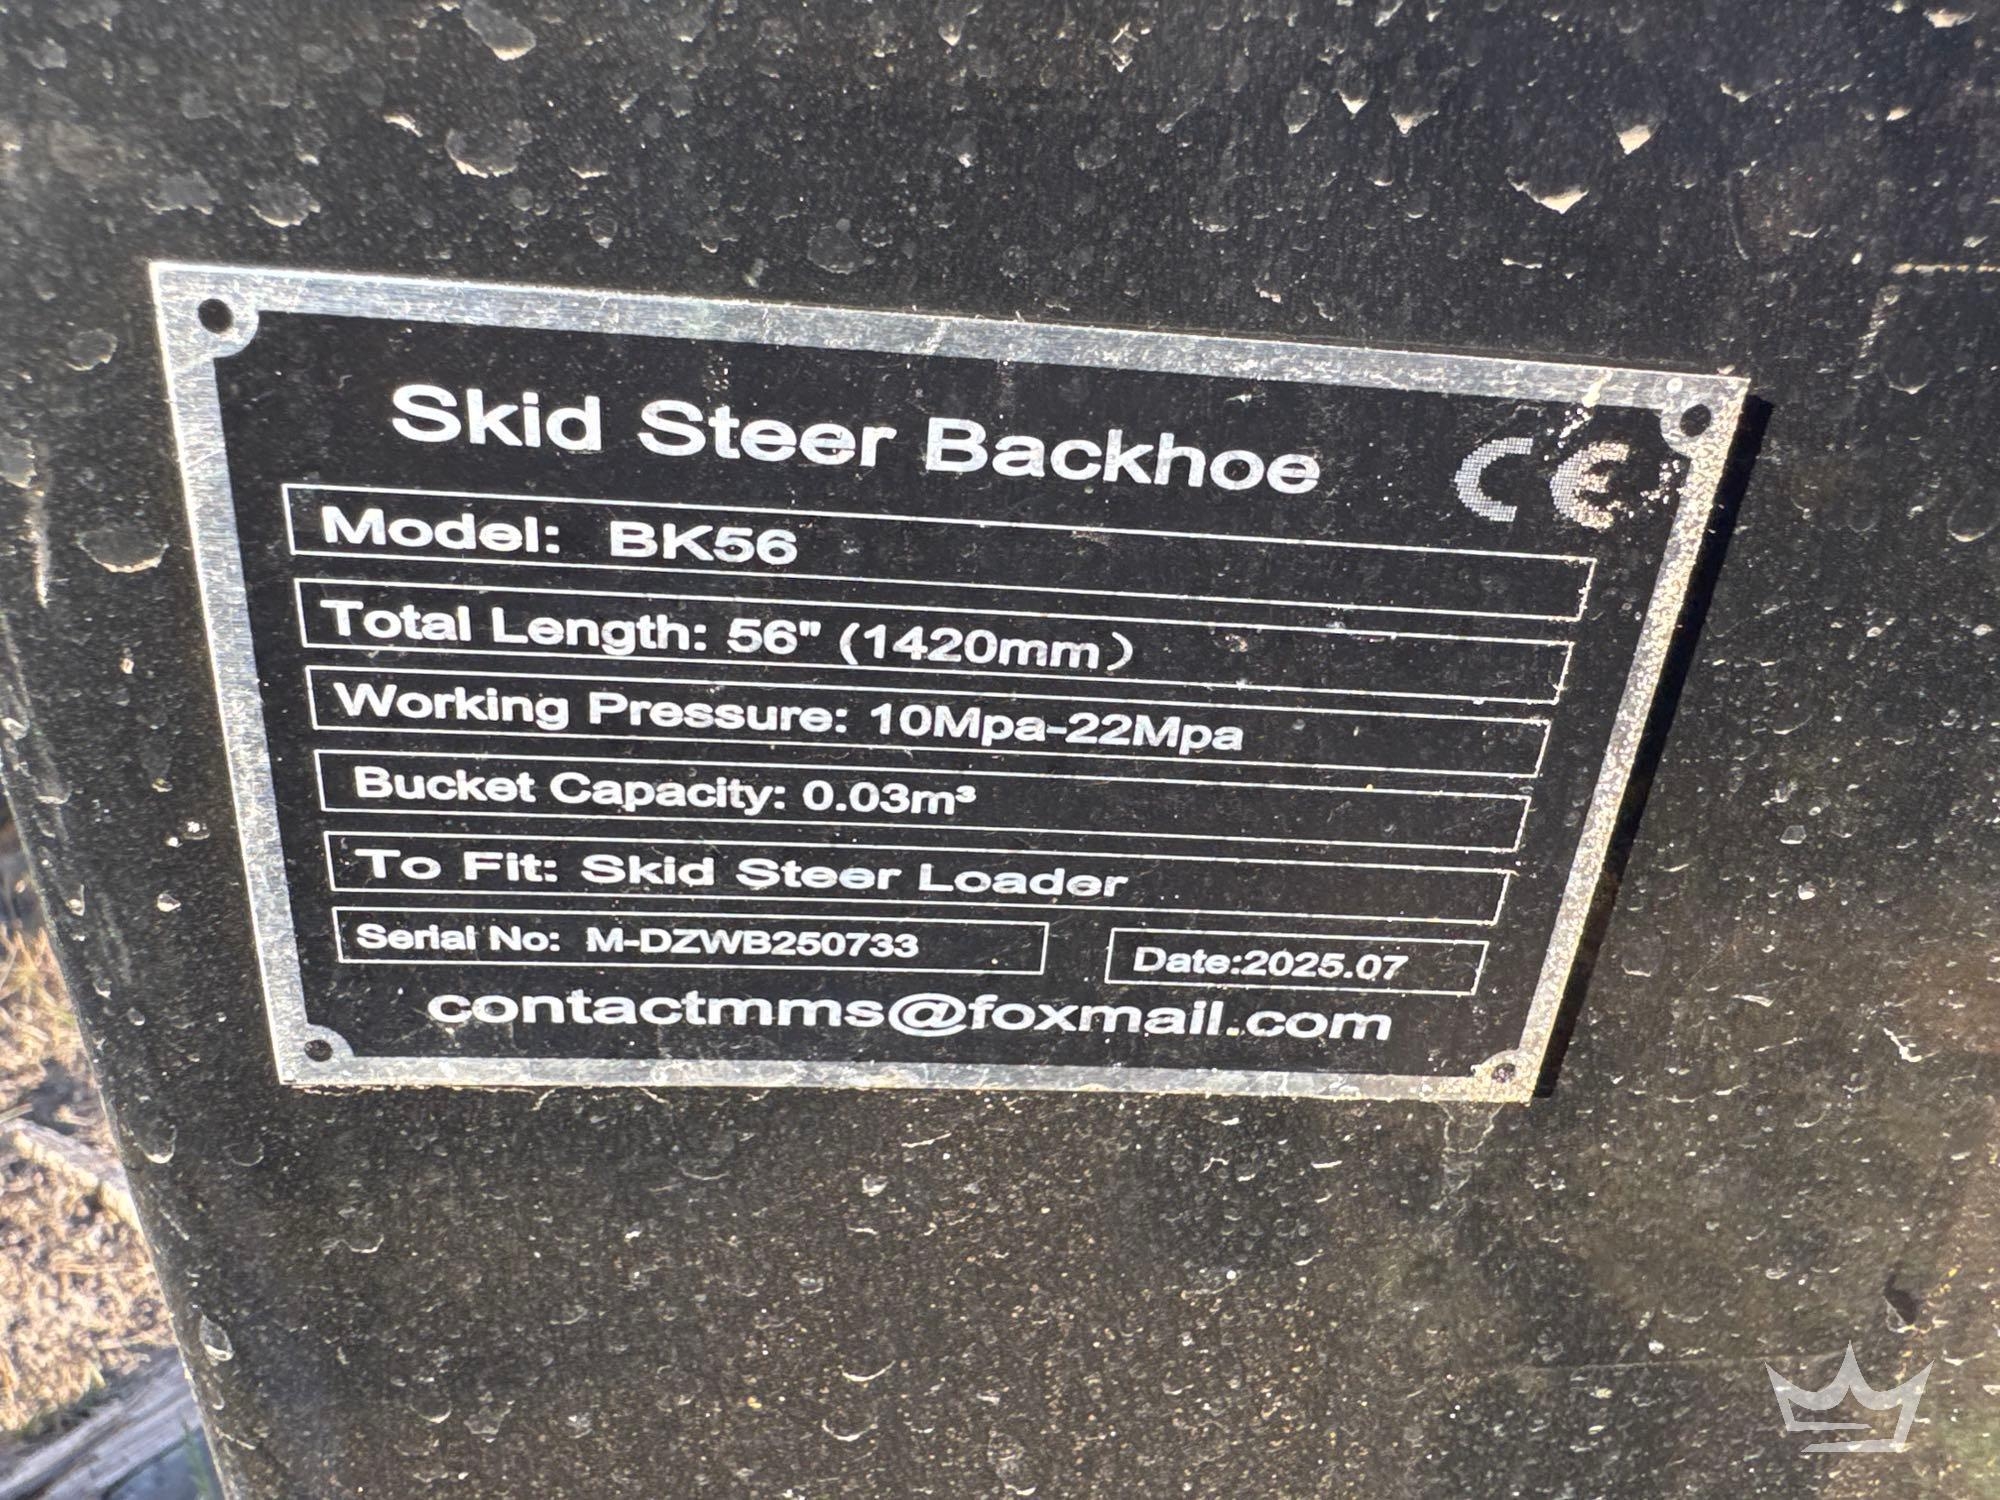 Skid Steer Backhoe
CE
Model: BK56
Total Length: 56" (1420mm）
Working Pressure: 10Mpa-22Mpa
Bucket Capacity: 0.03m³
To Fit: Skid Steer Loader
Serial No: M-DZWB250733
Date:2025.07
contactmms@foxmail.com